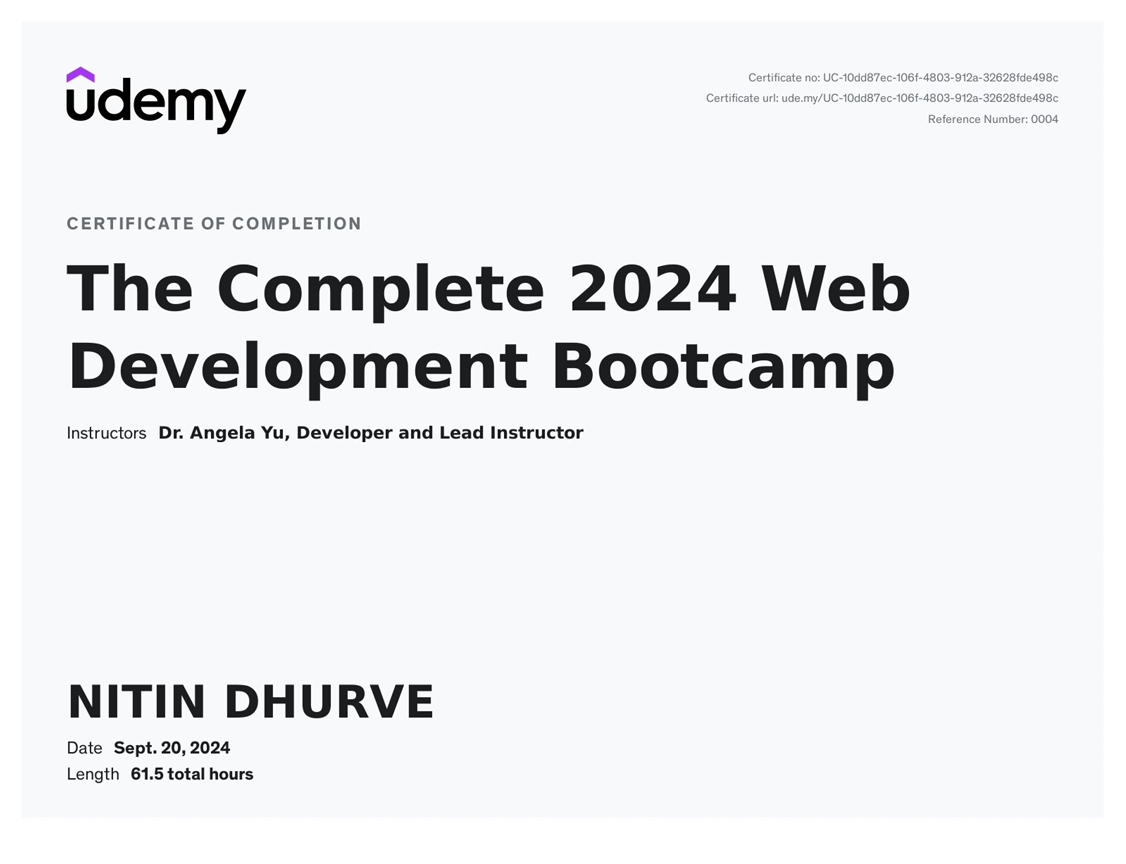 udemy
Certificate no: UC-10dd87ec-106f-4803-912a-32628fde498c
Certificate url: ude.my/UC-10dd87ec-106f-4803-912a-32628fde498c
Reference Number: 0004
CERTIFICATE OF COMPLETION
The Complete 2024 Web
Development Bootcamp
Instructors Dr. Angela Yu, Developer and Lead Instructor
NITIN DHURVE
Date Sept. 20, 2024
Length 61.5 total hours